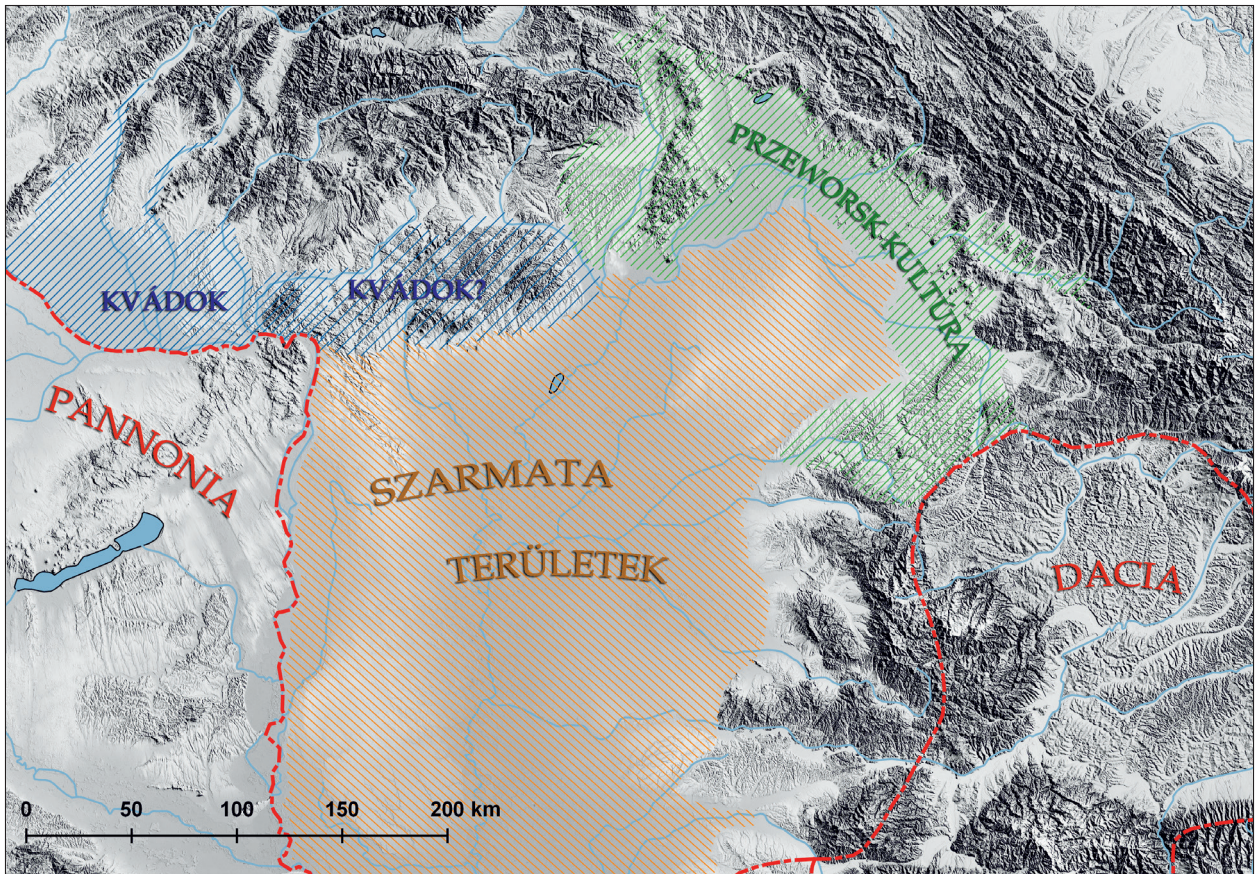 PRZEWORSK-KULTÚRA
KVÁDOK
KVÁDOK?
PANNONIA
SZARMATA
TERÜLETEK
DACIA
0 50 100 150 200 km